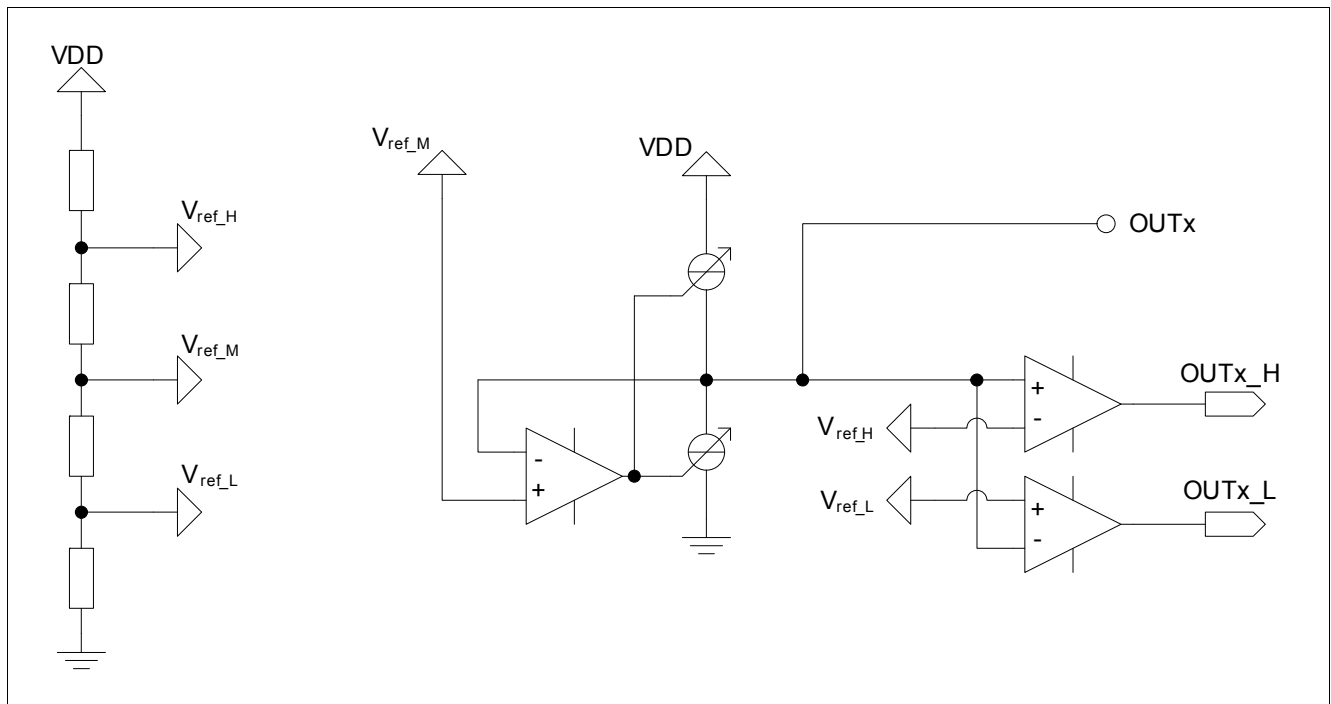 VDD
Vref_H
Vref_M
Vref_L
Vref_M
VDD
OUTx
-
+
Vref_H
+
-
OUTx_H
Vref_L
+
-
OUTx_L